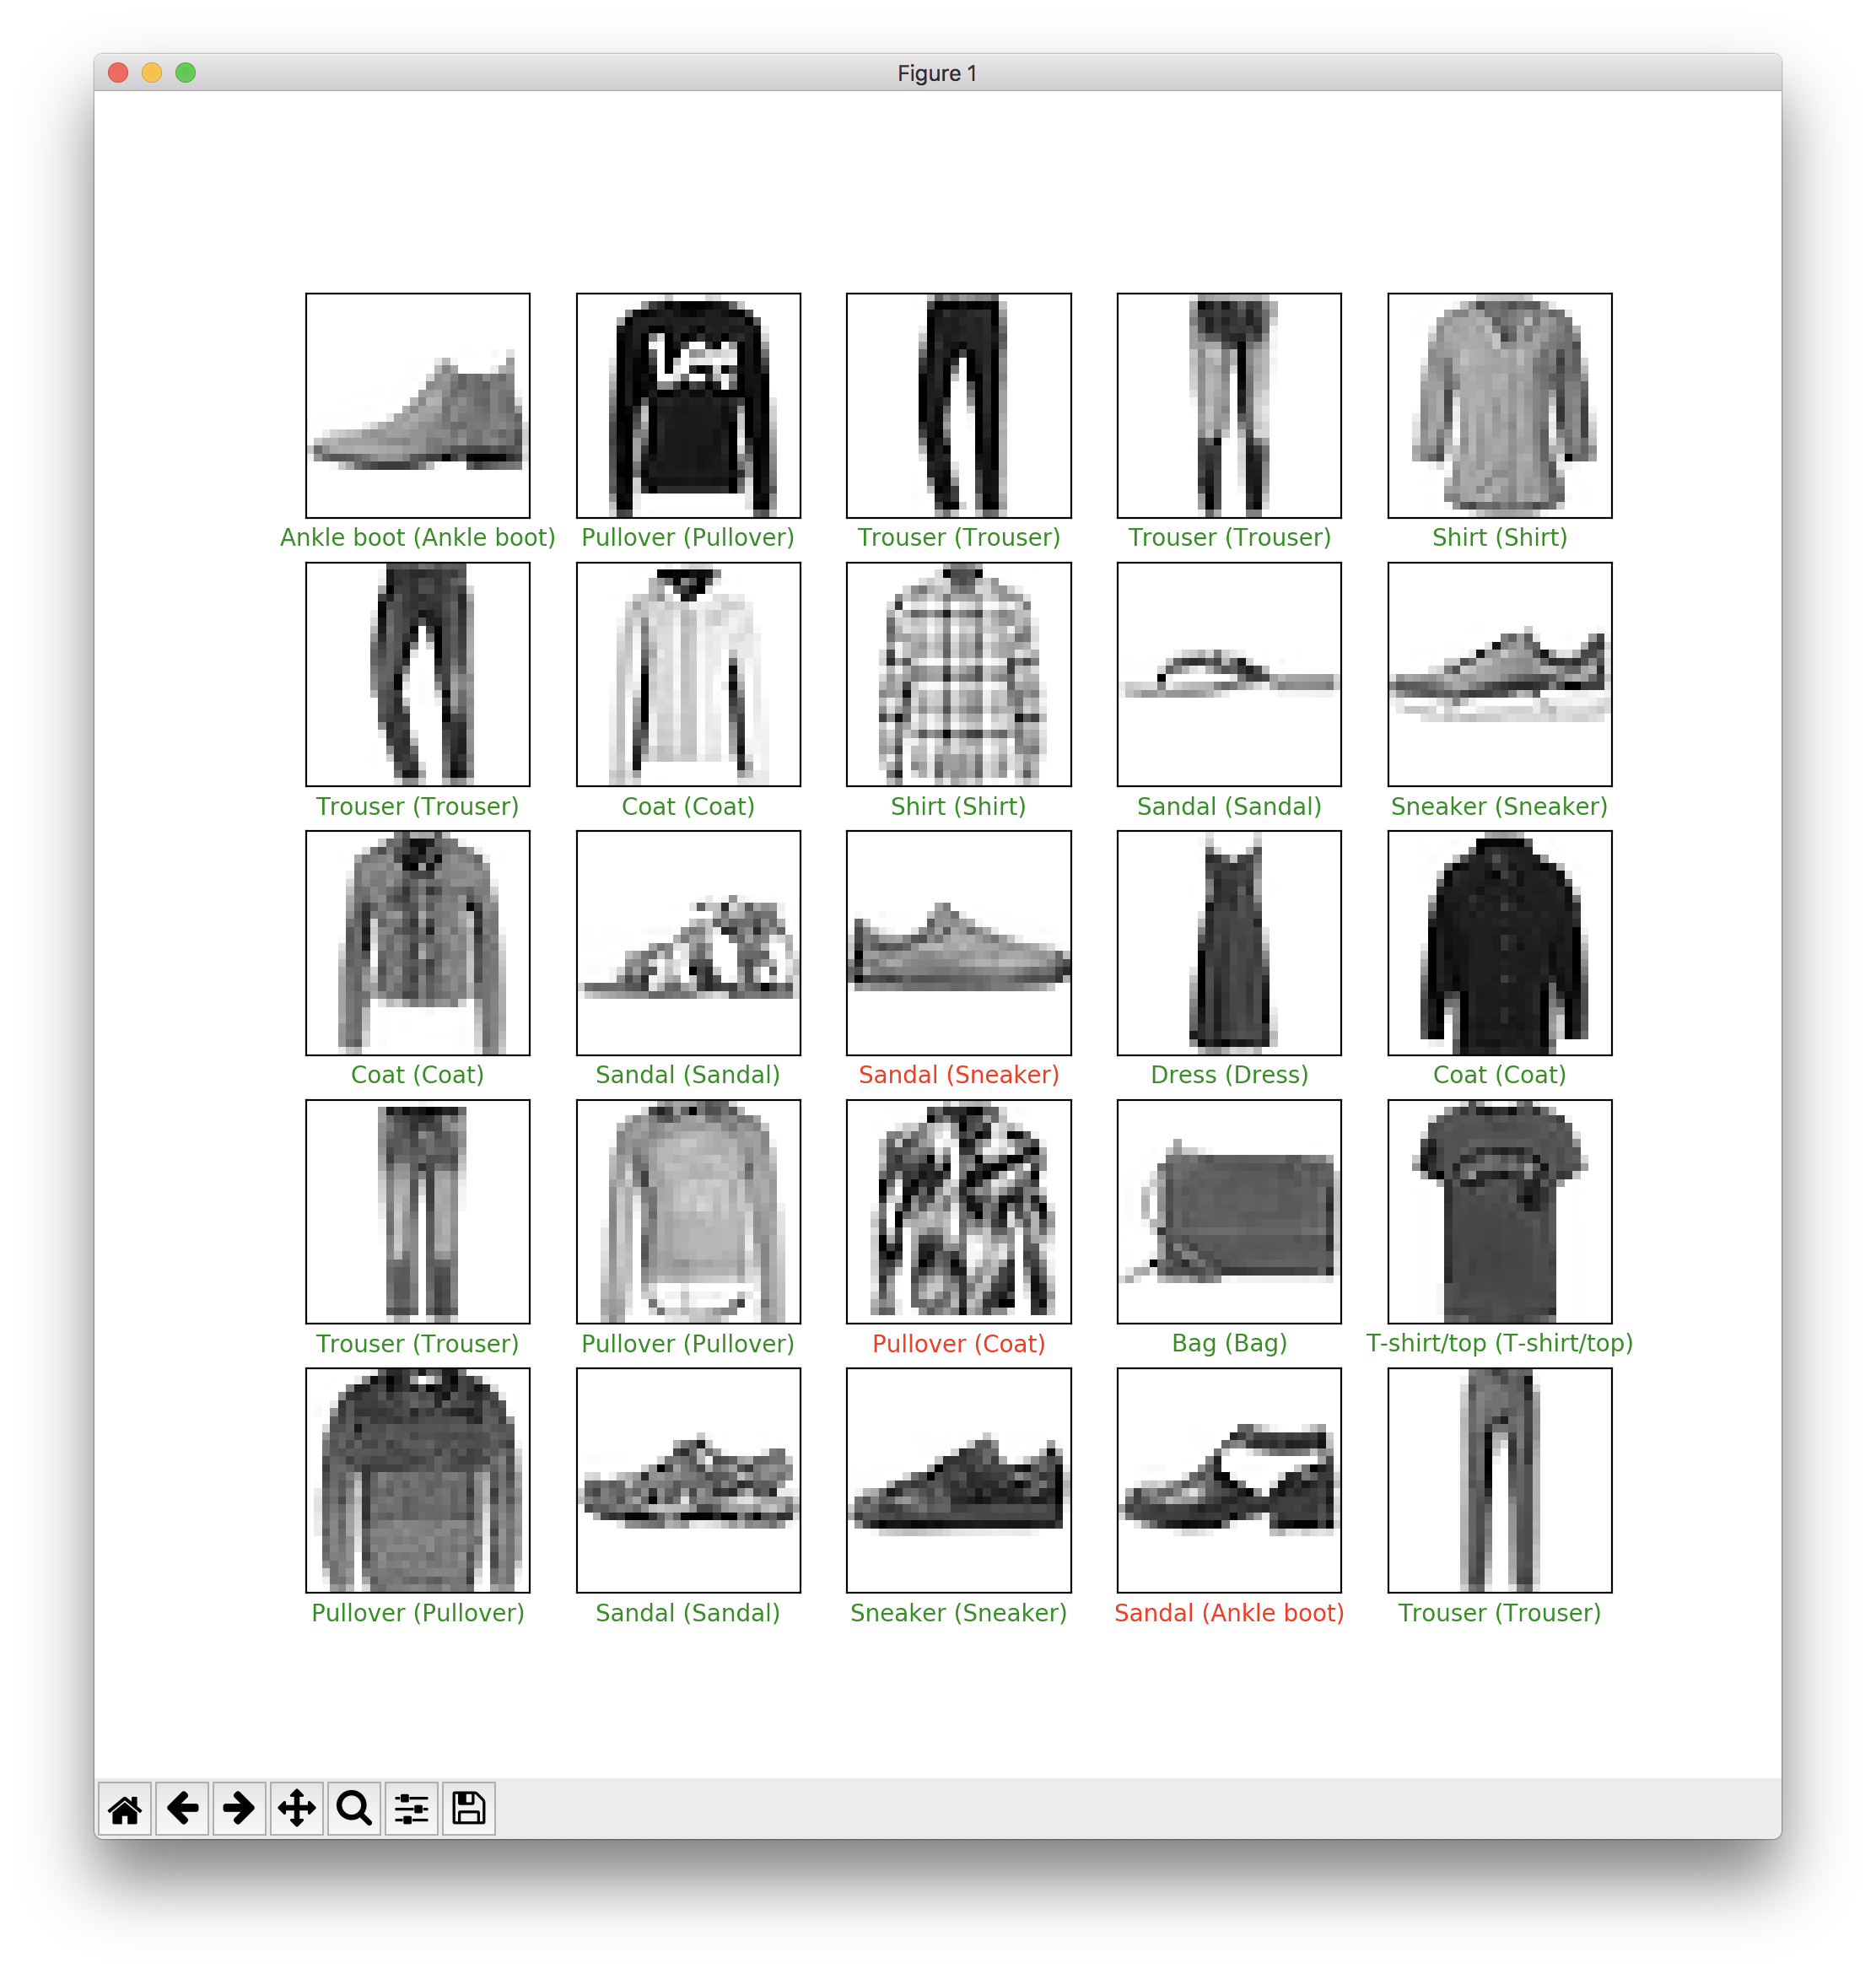 Figure 1
Ankle boot (Ankle boot)
Pullover (Pullover)
Trouser (Trouser)
Trouser (Trouser)
Shirt (Shirt)
Trouser (Trouser)
Coat (Coat)
Shirt (Shirt)
Sandal (Sandal)
Sneaker (Sneaker)
Coat (Coat)
Sandal (Sandal)
Sandal (Sneaker)
Dress (Dress)
Coat (Coat)
Trouser (Trouser)
Pullover (Pullover)
Pullover (Coat)
Bag (Bag)
T-shirt/top (T-shirt/top)
Pullover (Pullover)
Sandal (Sandal)
Sneaker (Sneaker)
Sandal (Ankle boot)
Trouser (Trouser)